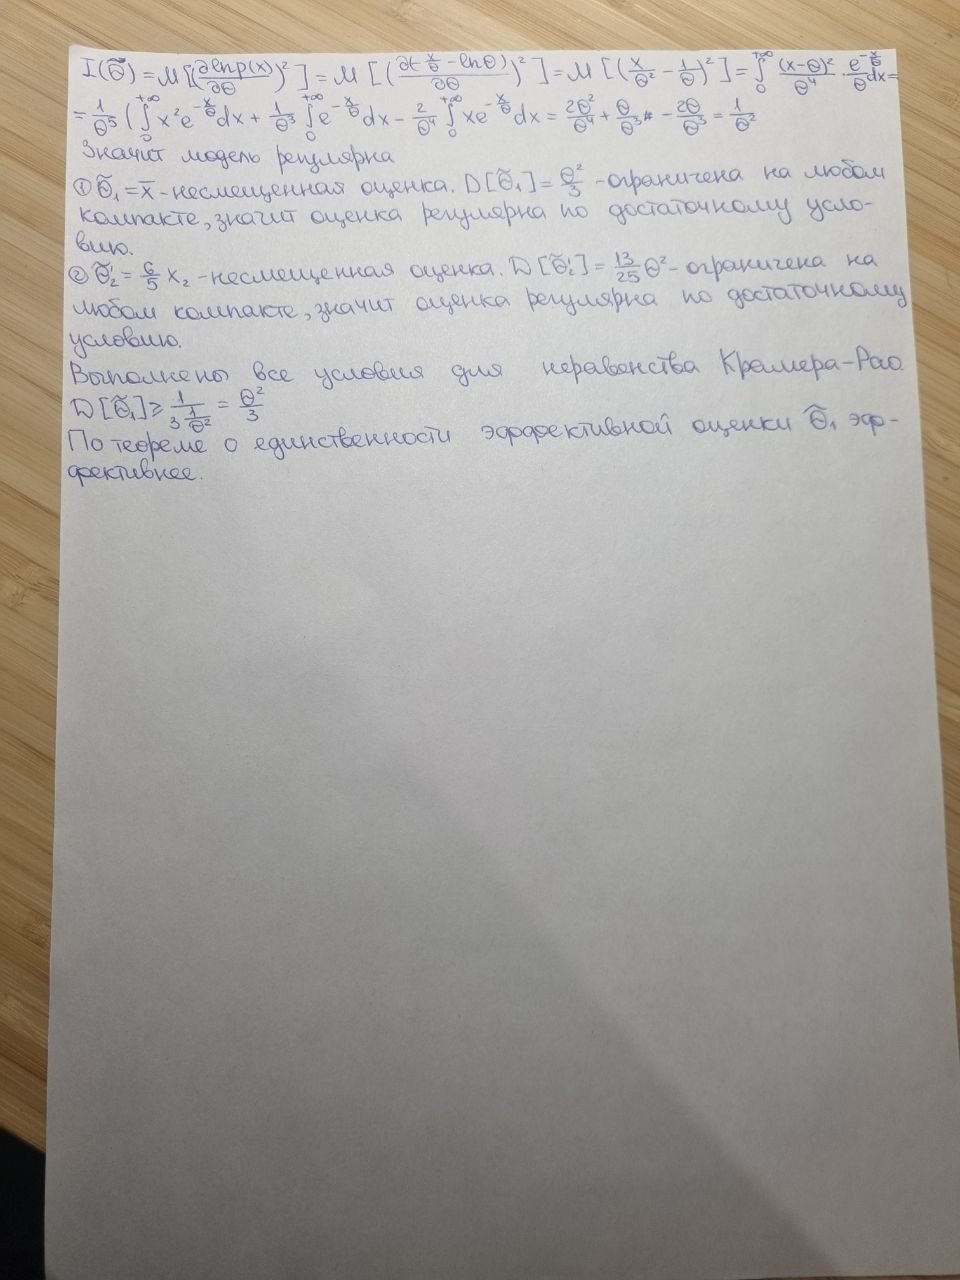 I(θ̃) = M[(∂lnp(x)/∂θ)²] = M[(∂(-x/θ - lnθ)/∂θ)²] = M[(x/θ² - 1/θ)²] = ∫₀^{+∞} (x-θ)²/θ⁴ · e^{-x/θ}/θ dx =
= 1/θ⁵ (∫₀^{+∞} x²e^{-x/θ}dx + 1/θ³ ∫₀^{+∞} e^{-x/θ}dx - 2/θ⁴ ∫₀^{+∞} xe^{-x/θ}dx = 2θ²/θ⁴ + θ/θ³ - 2θ/θ³ = 1/θ²
Значит модель регулярна
① θ̃₁ = x̄ - несмещенная оценка. D[θ̃₁] = θ²/3 - ограничена на любом
компакте, значит оценка регулярна по достаточному усло-
вию.
② θ̃₂' = 6/5 x₂ - несмещенная оценка. D[θ̃₂'] = 13/25 θ² - ограничена на
любом компакте, значит оценка регулярна по достаточному
условию.
Выполнены все условия для неравенства Крамера-Рао
D[θ̃₁] ≥ 1/(3 1/θ²) = θ²/3
По теореме о единственности эффективной оценки θ̃₁ эф-
фективнее.